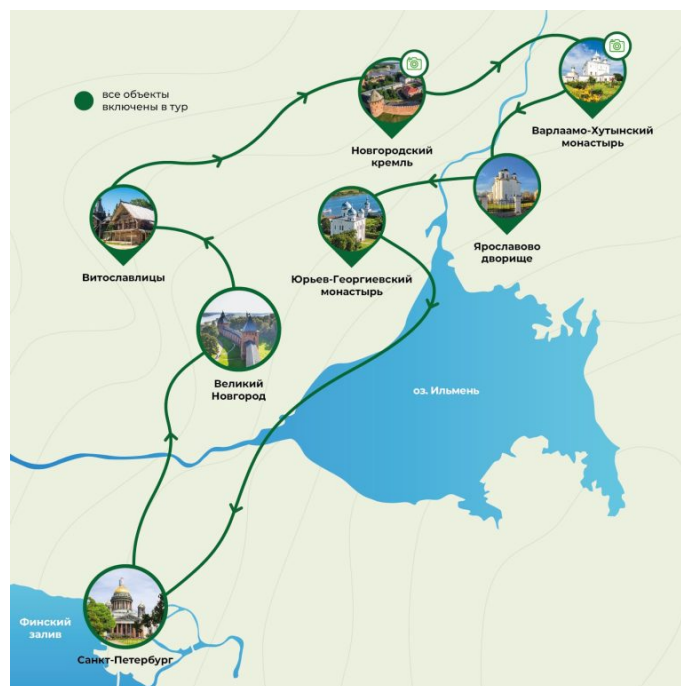 все объекты
включены в тур
Новгородский
кремль
Варлаамо-Хутынский
монастырь
Витославлицы
Юрьев-Георгиевский
монастырь
Ярославово
дворище
Великий
Новгород
оз. Ильмень
Финский
залив
Санкт-Петербург